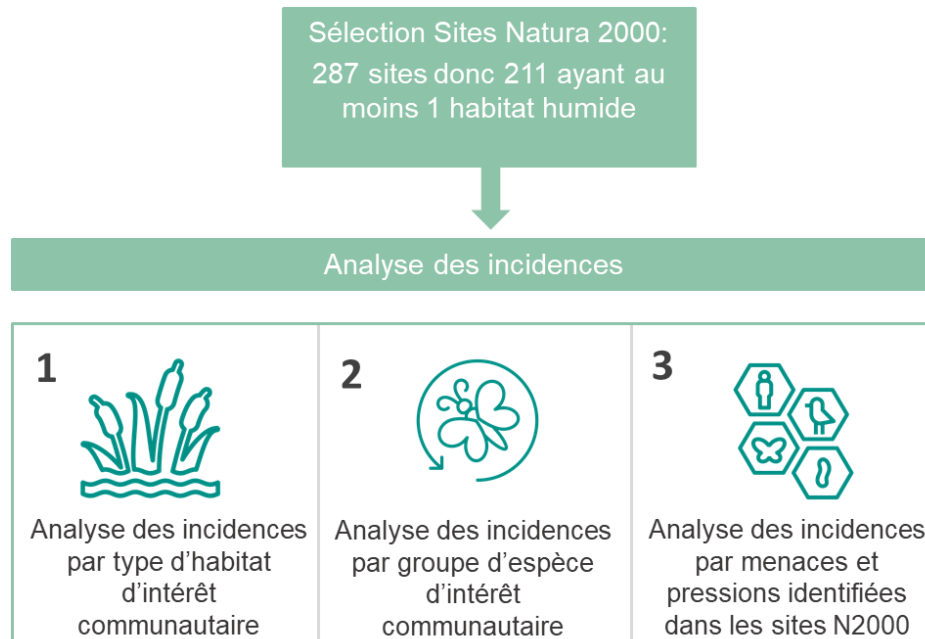 Sélection Sites Natura 2000:
287 sites donc 211 ayant au
moins 1 habitat humide
Analyse des incidences
1
Analyse des incidences
par type d'habitat
d'intérêt
communautaire
2
Analyse des incidences
par groupe d'espèce
d'intérêt
communautaire
3
Analyse des incidences
par menaces et
pressions identifiées
dans les sites N2000